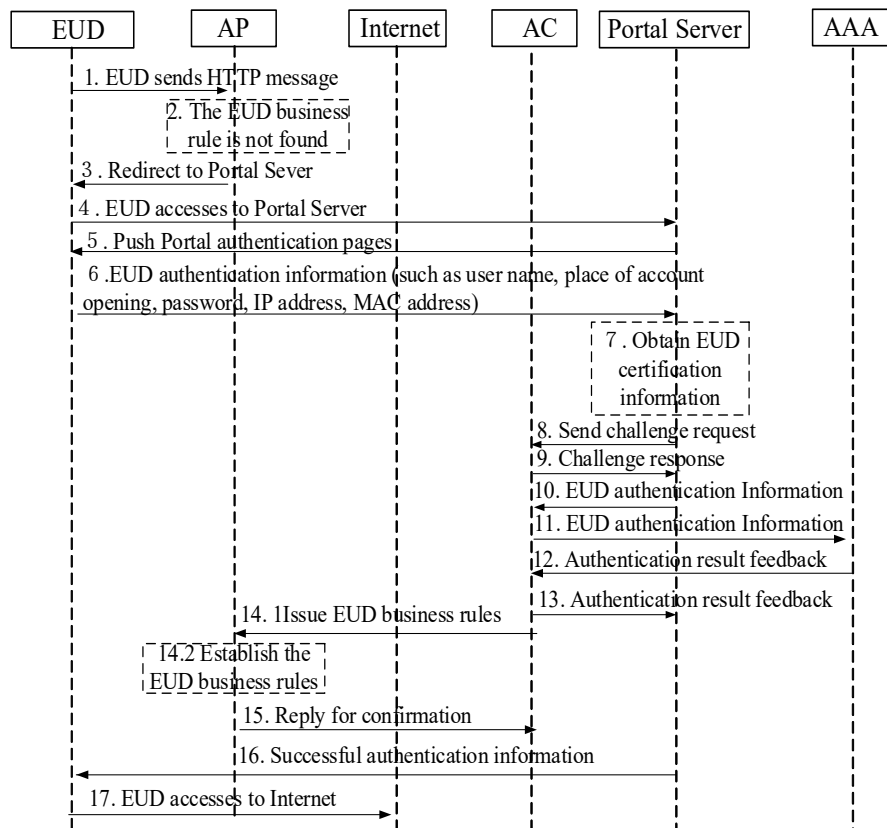 EUD AP Internet AC Portal Server AAA
1. EUD sends HTTP message
2. The EUD business
rule is not found
3 . Redirect to Portal Sever
4 . EUD accesses to Portal Server
5 . Push Portal authentication pages
6 .EUD authentication information (such as user name, place of account
opening, password, IP address, MAC address)
7 . Obtain EUD
certification
information
8. Send challenge request
9. Challenge response
10. EUD authentication Information
11. EUD authentication Information
12. Authentication result feedback
13. Authentication result feedback
14. 1Issue EUD business rules
14.2 Establish the
EUD business rules
15. Reply for confirmation
16. Successful authentication information
17. EUD accesses to Internet